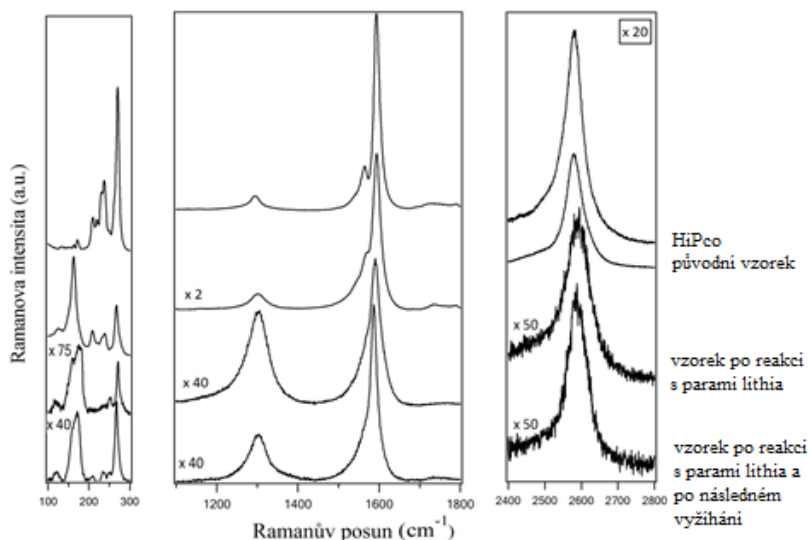 x 20
x 75
x 40
x 2
x 40
x 40
x 50
x 50
HiPco
původní vzorek
vzorek po reakci
s parami lithia
vzorek po reakci
s parami lithia a
po následném
vyžíhání
Ramanova intensita (a.u.)
100 200 300
1200 1400 1600 1800
2400 2500 2600 2700 2800
Ramanův posun (cm⁻¹)